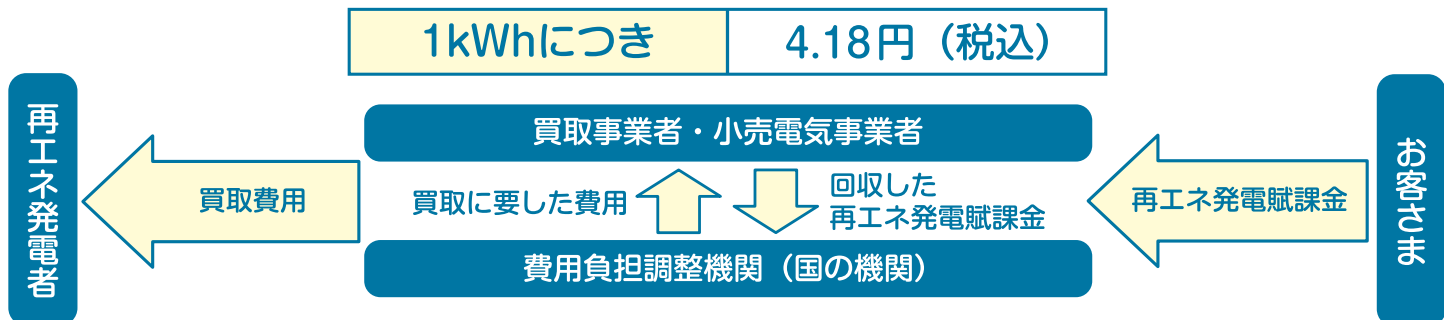 1kWhにつき 4.18円（税込）
再エネ発電者
買取事業者・小売電気事業者
お客さま
買取費用
買取に要した費用
回収した
再エネ発電賦課金
再エネ発電賦課金
費用負担調整機関（国の機関）